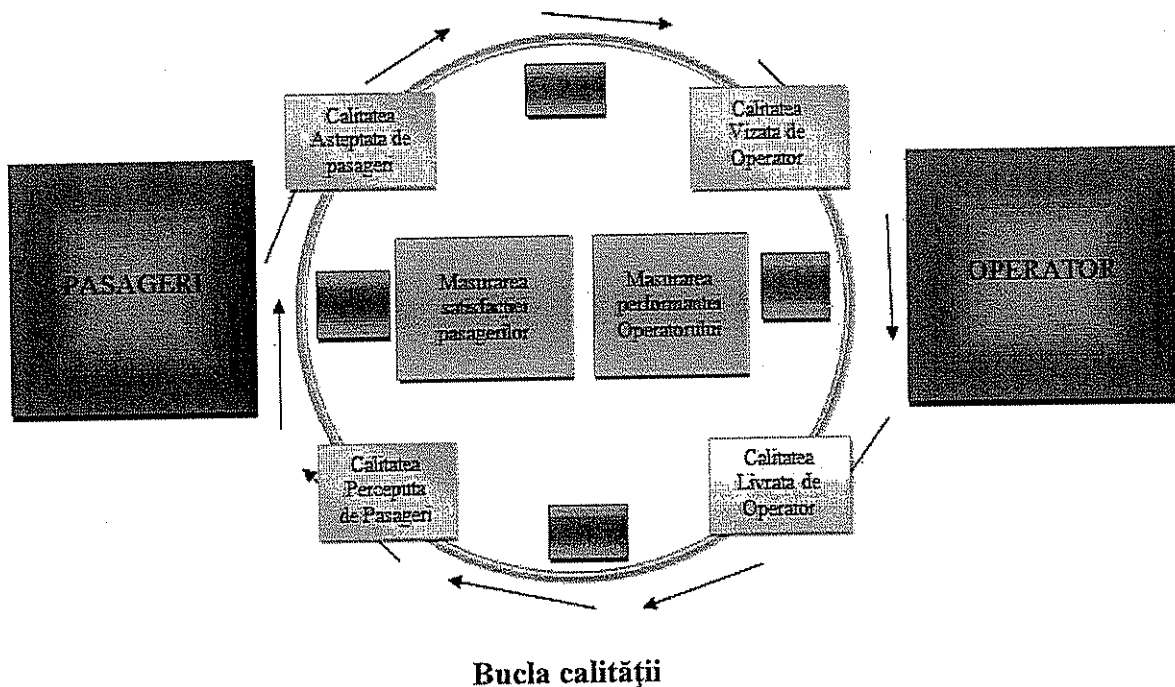 Calitatea
Asteptata de
pasageri
Calitatea
Vizata de
Operator
PASAGERI
Masurarea
satisfactiei
pasagerilor
Masurarea
performantei
Operatorului
OPERATOR
Calitatea
Perceputa
de Pasageri
Calitatea
Livrata de
Operator
Bucla calităţii